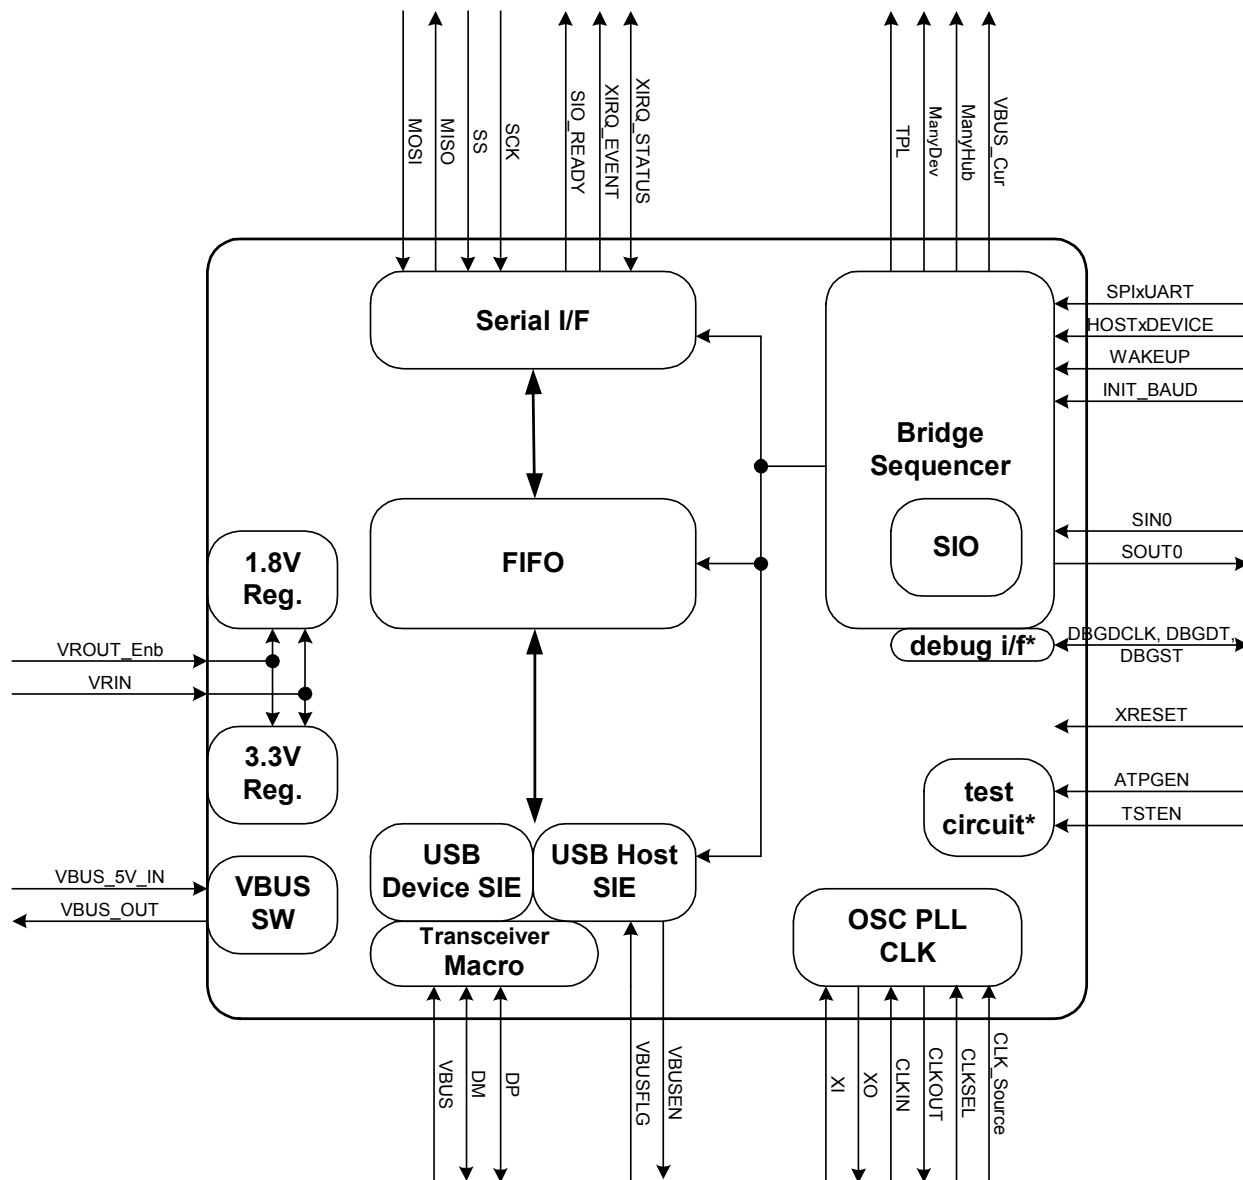 MOSI
MISO
SS
SCK
SIO_READY
XIRQ_EVENT
XIRQ_STATUS
TPL
ManyDev
ManyHub
VBUS_Cur
Serial I/F
SPIxUART
HOSTxDEVICE
WAKEUP
INIT_BAUD
Bridge
Sequencer
SIO
SIN0
SOUT0
FIFO
1.8V
Reg.
debug i/f*
DBGDCLK, DBGDT,
DBGST
VROUT_Enb
VRIN
3.3V
Reg.
XRESET
test
circuit*
ATPGEN
TSTEN
USB
Device SIE
USB Host
SIE
VBUS_5V_IN
VBUS_OUT
VBUS
SW
Transceiver
Macro
OSC PLL
CLK
VBUS
DM
DP
VBUSFLG
VBUSEN
XI
XO
CLKIN
CLKOUT
CLKSEL
CLK_Source